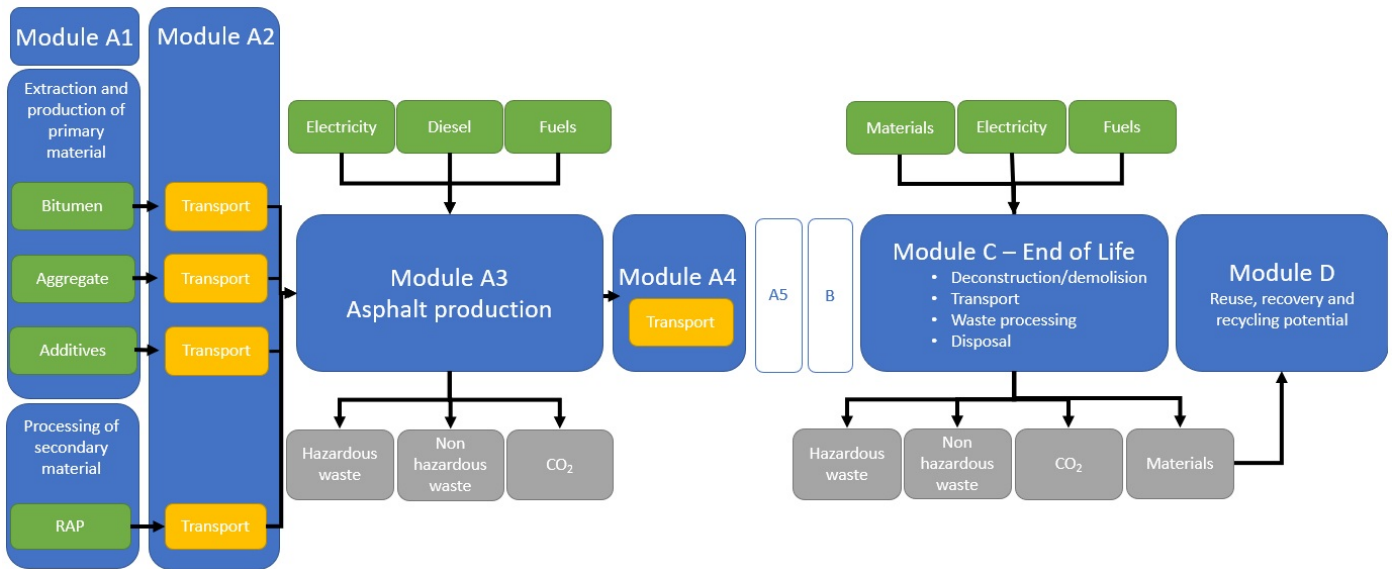 Module A1
Extraction and
production of
primary
material
Bitumen
Aggregate
Additives
Processing of
secondary
material
RAP
Module A2
Transport
Transport
Transport
Transport
Electricity
Diesel
Fuels
Module A3
Asphalt production
Hazardous
waste
Non
hazardous
waste
CO₂
Module A4
Transport
A5
B
Materials
Electricity
Fuels
Module C – End of Life
• Deconstruction/demolision
• Transport
• Waste processing
• Disposal
Hazardous
waste
Non
hazardous
waste
CO₂
Materials
Module D
Reuse, recovery and
recycling potential